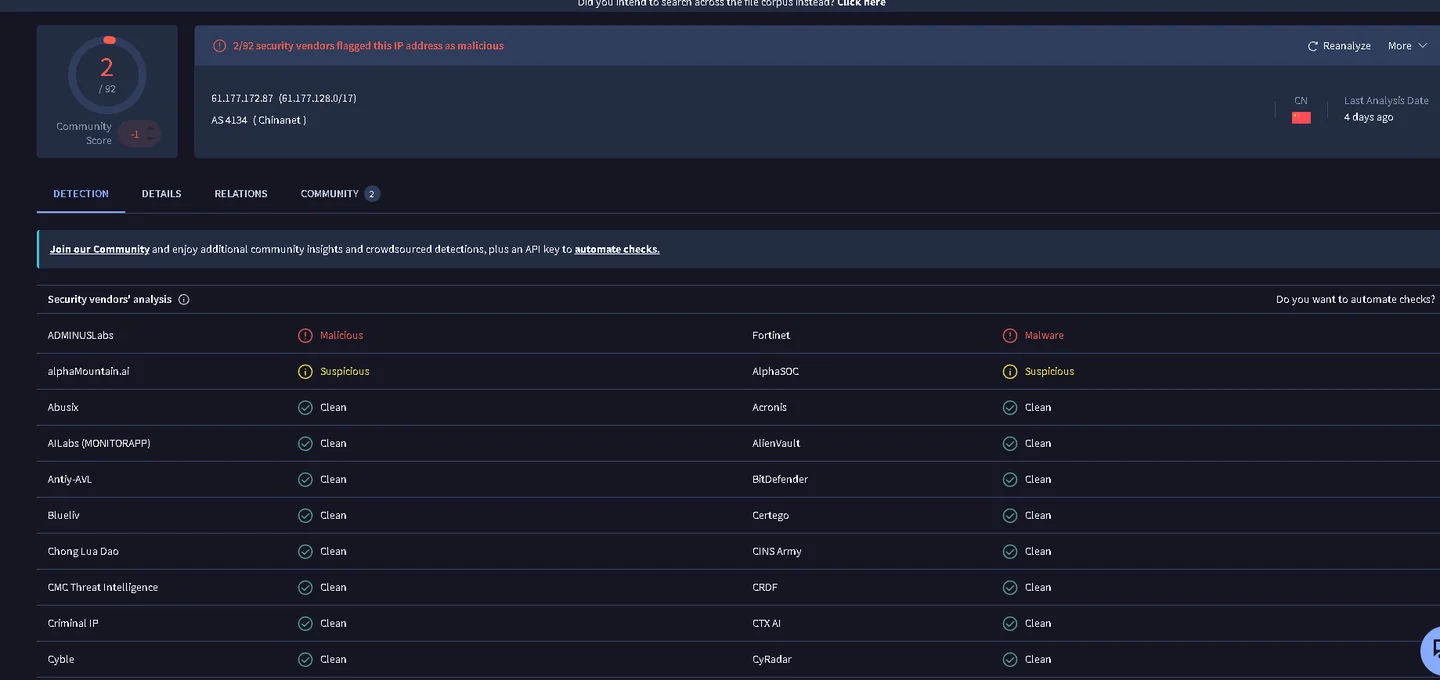 Did you intend to search across the file corpus instead? Click here
2
/ 92
Community Score
-1
2/92 security vendors flagged this IP address as malicious
Reanalyze
More
61.177.172.87 (61.177.128.0/17)
AS 4134 ( Chinanet )
CN
Last Analysis Date
4 days ago
DETECTION DETAILS RELATIONS COMMUNITY 2
Join our Community and enjoy additional community insights and crowdsourced detections, plus an API key to automate checks.
Security vendors' analysis Do you want to automate checks?
ADMINUSLabs Malicious Fortinet Malware
alphaMountain.ai Suspicious AlphaSOC Suspicious
Abusix Clean Acronis Clean
AILabs (MONITORAPP) Clean AlienVault Clean
Antiy-AVL Clean BitDefender Clean
Blueliv Clean Certego Clean
Chong Lua Dao Clean CINS Army Clean
CMC Threat Intelligence Clean CRDF Clean
Criminal IP Clean CTX AI Clean
Cyble Clean CyRadar Clean